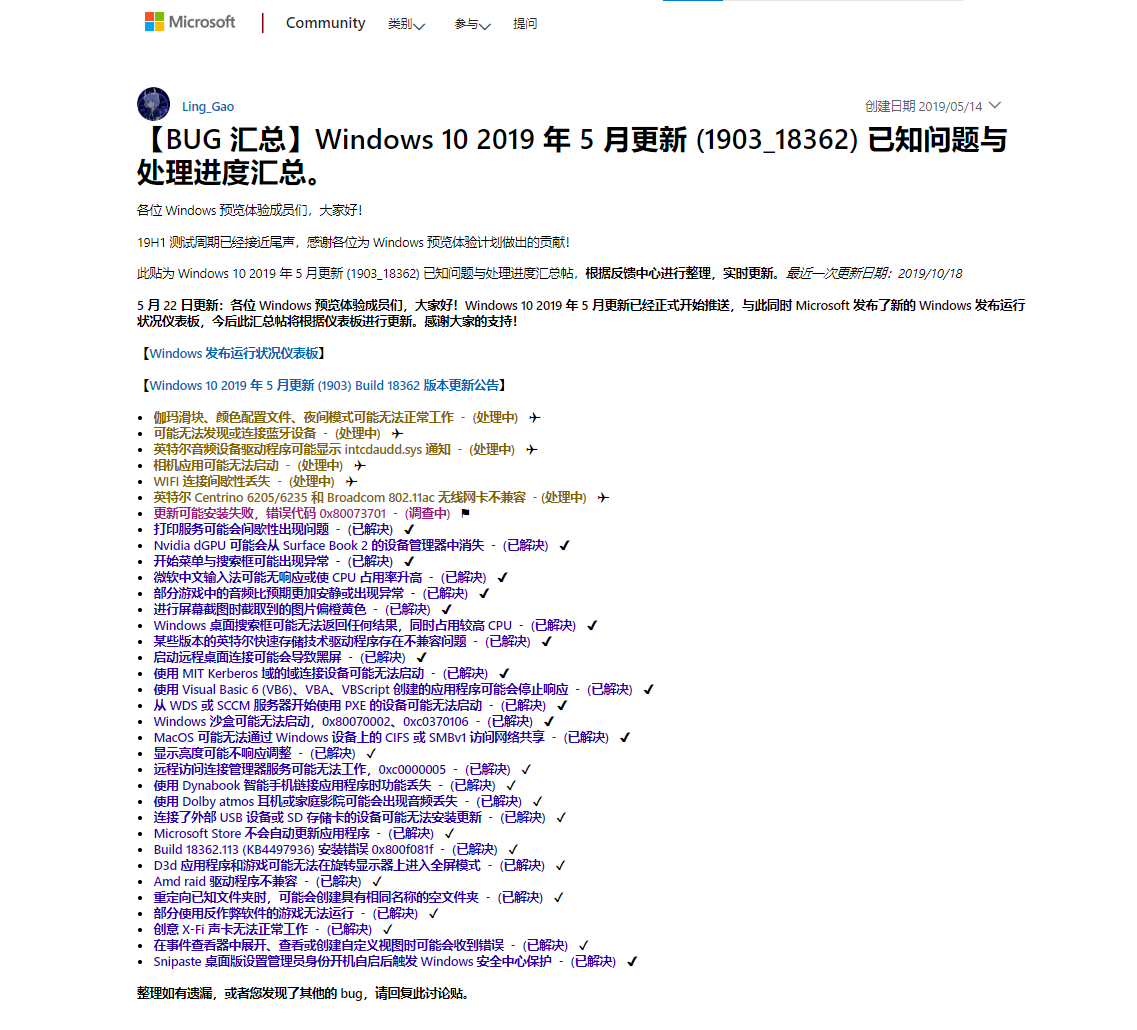 Microsoft Community 类别 参与 提问
Ling_Gao 创建日期 2019/05/14
【BUG 汇总】Windows 10 2019 年 5 月更新 (1903_18362) 已知问题与
处理进度汇总。
各位 Windows 预览体验成员们，大家好！
19H1 测试周期已经接近尾声，感谢各位为 Windows 预览体验计划做出的贡献！
此贴为 Windows 10 2019 年 5 月更新 (1903_18362) 已知问题与处理进度汇总帖，根据反馈中心进行整理，实时更新。最近一次更新日期：2019/10/18
5 月 22 日更新：各位 Windows 预览体验成员们，大家好！Windows 10 2019 年 5 月更新已经正式开始推送，与此同时 Microsoft 发布了新的 Windows 发布运行
状况仪表板，今后此汇总帖将根据仪表板进行更新。感谢大家的支持！
【Windows 发布运行状况仪表板】
【Windows 10 2019 年 5 月更新 (1903) Build 18362 版本更新公告】
• 伽玛滑块、颜色配置文件、夜间模式可能无法正常工作 - (处理中) ✈
• 可能无法发现或连接蓝牙设备 - (处理中) ✈
• 英特尔音频设备驱动程序可能显示 intcdaudd.sys 通知 - (处理中) ✈
• 相机应用可能无法启动 - (处理中) ✈
• WIFI 连接间歇性丢失 - (处理中) ✈
• 英特尔 Centrino 6205/6235 和 Broadcom 802.11ac 无线网卡不兼容 - (处理中) ✈
• 更新可能安装失败，错误代码 0x80073701 - (调查中) ⚑
• 打印服务可能会间歇性出现问题 - (已解决) ✔
• Nvidia dGPU 可能会从 Surface Book 2 的设备管理器中消失 - (已解决) ✔
• 开始菜单与搜索框可能出现异常 - (已解决) ✔
• 微软中文输入法可能无响应或使 CPU 占用率升高 - (已解决) ✔
• 部分游戏中的音频比预期更加安静或出现异常 - (已解决) ✔
• 进行屏幕截图时截取到的图片偏橙黄色 - (已解决) ✔
• Windows 桌面搜索框可能无法返回任何结果，同时占用较高 CPU - (已解决) ✔
• 某些版本的英特尔快速存储技术驱动程序存在不兼容问题 - (已解决) ✔
• 启动远程桌面连接可能会导致黑屏 - (已解决) ✔
• 使用 MIT Kerberos 域的域连接设备可能无法启动 - (已解决) ✔
• 使用 Visual Basic 6 (VB6)、VBA、VBScript 创建的应用程序可能会停止响应 - (已解决) ✔
• 从 WDS 或 SCCM 服务器开始使用 PXE 的设备可能无法启动 - (已解决) ✔
• Windows 沙盒可能无法启动，0x80070002、0xc0370106 - (已解决) ✔
• MacOS 可能无法通过 Windows 设备上的 CIFS 或 SMBv1 访问网络共享 - (已解决) ✔
• 显示亮度可能不响应调整 - (已解决) ✓
• 远程访问连接管理器服务可能无法工作，0xc0000005 - (已解决) ✓
• 使用 Dynabook 智能手机链接应用程序时功能丢失 - (已解决) ✓
• 使用 Dolby atmos 耳机或家庭影院可能会出现音频丢失 - (已解决) ✓
• 连接了外部 USB 设备或 SD 存储卡的设备可能无法安装更新 - (已解决) ✓
• Microsoft Store 不会自动更新应用程序 - (已解决) ✓
• Build 18362.113 (KB4497936) 安装错误 0x800f081f - (已解决) ✓
• D3d 应用程序和游戏可能无法在旋转显示器上进入全屏模式 - (已解决) ✓
• Amd raid 驱动程序不兼容 - (已解决) ✓
• 重定向已知文件夹时，可能会创建具有相同名称的空文件夹 - (已解决) ✓
• 部分使用反作弊软件的游戏无法运行 - (已解决) ✓
• 创意 X-Fi 声卡无法正常工作 - (已解决) ✓
• 在事件查看器中展开、查看或创建自定义视图时可能会收到错误 - (已解决) ✓
• Snipaste 桌面版设置管理员身份开机自启后触发 Windows 安全中心保护 - (已解决) ✔
整理如有遗漏，或者您发现了其他的 bug，请回复此讨论贴。